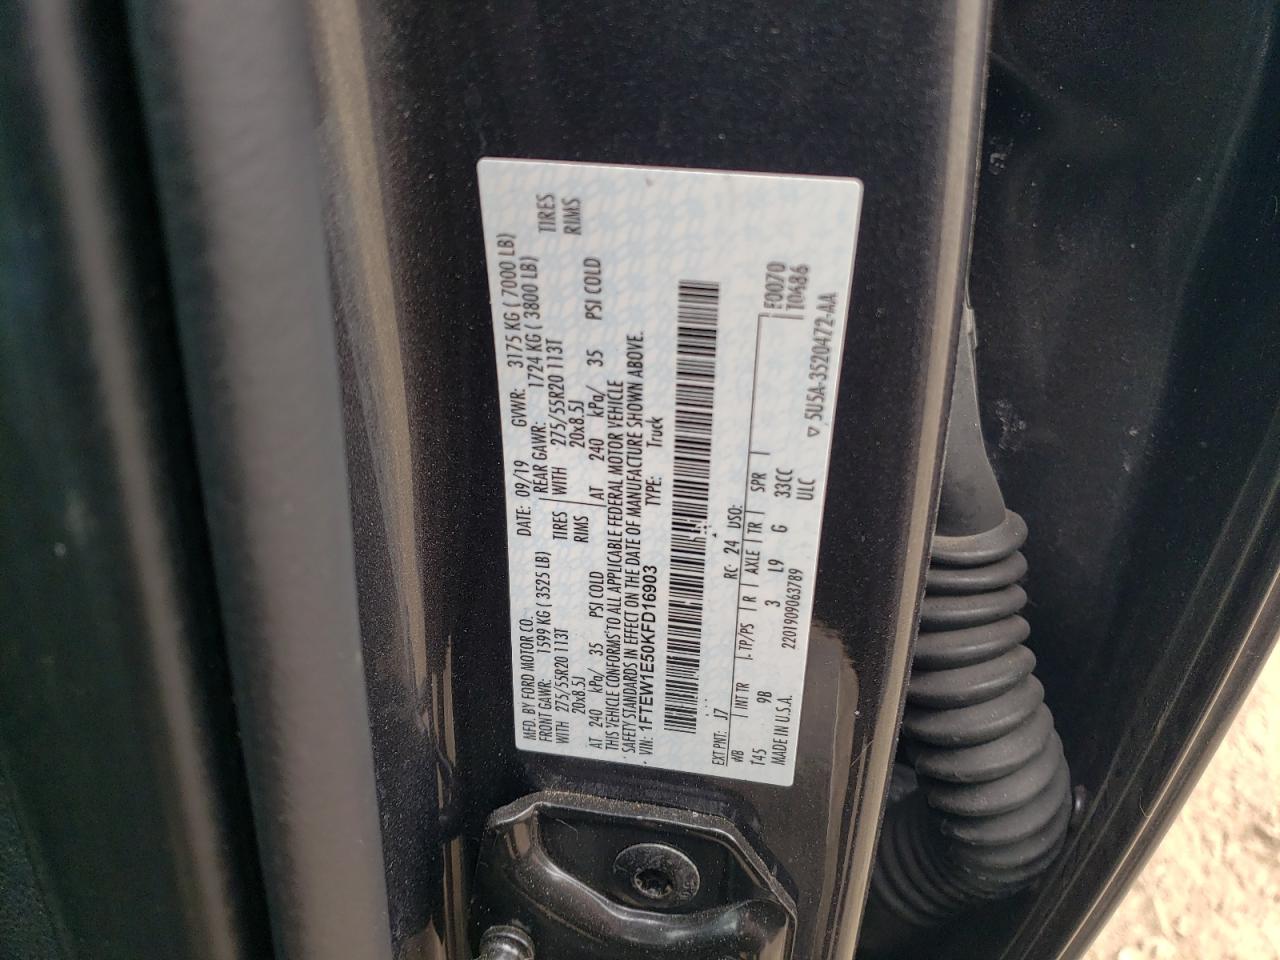 MFD. BY FORD MOTOR CO. DATE: 09/19 GVWR: 3175 KG ( 7000 LB)
FRONT GAWR: 1599 KG ( 3525 LB) REAR GAWR: 1724 KG ( 3800 LB)
WITH 275/55R20 113T TIRES WITH 275/55R20 113T TIRES
20x8.5J RIMS 20x8.5J RIMS
AT 240 kPa/ 35 PSI COLD AT 240 kPa/ 35 PSI COLD
THIS VEHICLE CONFORMS TO ALL APPLICABLE FEDERAL MOTOR VEHICLE
SAFETY STANDARDS IN EFFECT ON THE DATE OF MANUFACTURE SHOWN ABOVE.
VIN: 1FTEW1E50KFD16903 TYPE: Truck
EXT PNT: J7 RC: 24 USO:
WB INT TR TP/PS R AXLE TR SPR E0070
T45 9B 3 L9 G 33CC T0486
MADE IN U.S.A. 2201909063789 ULC
▽ 5U5A-3520472-AA